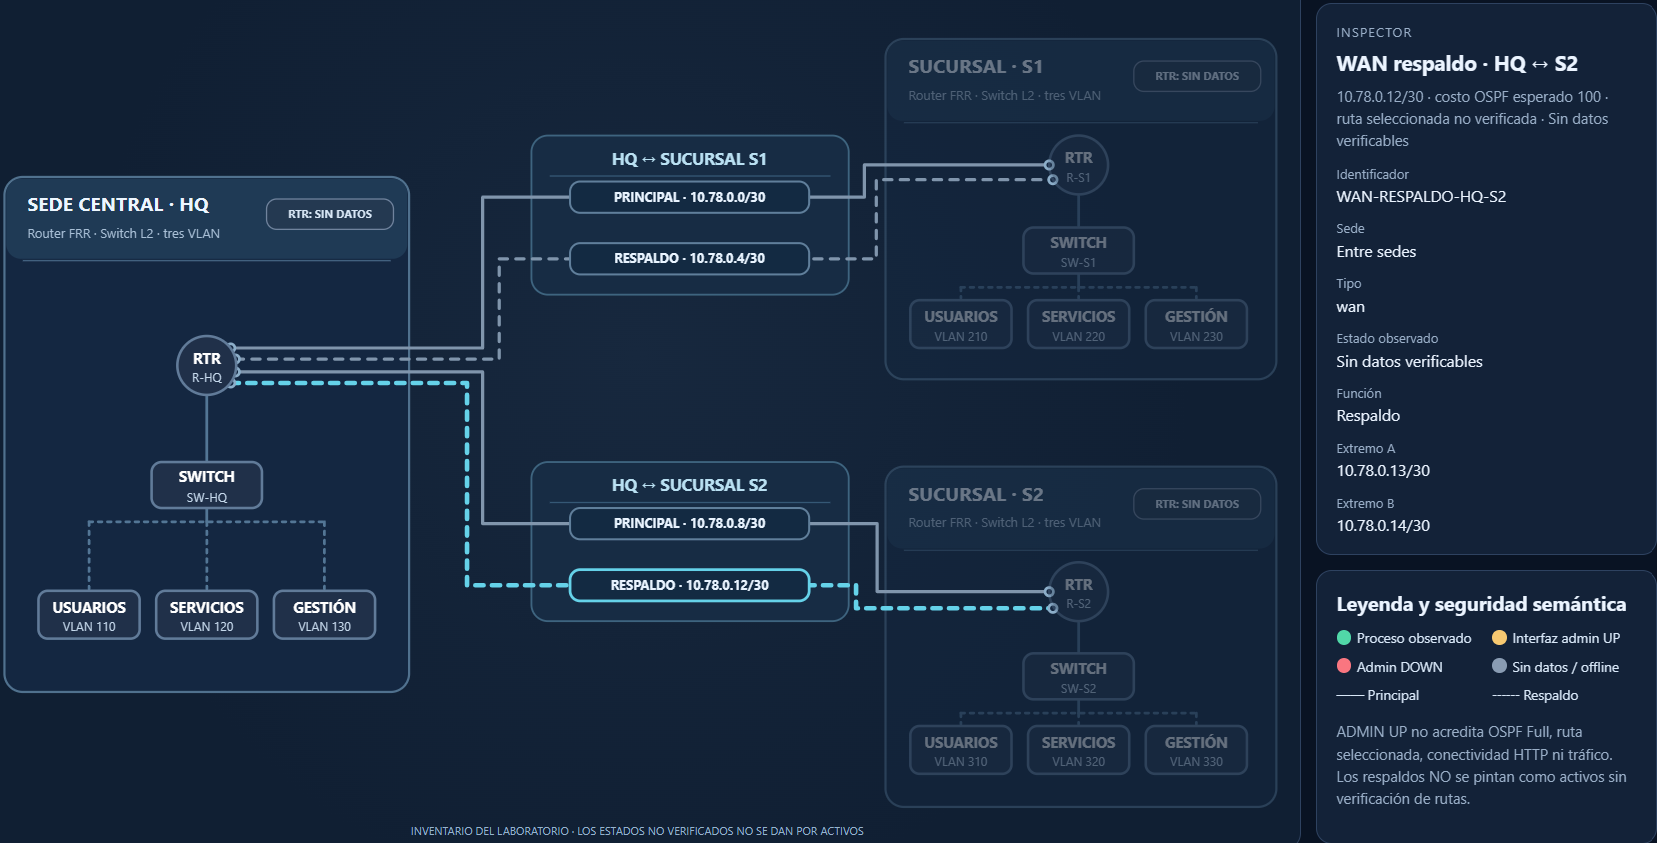 SEDE CENTRAL · HQ
RTR: SIN DATOS
Router FRR · Switch L2 · tres VLAN
RTR
R-HQ
SWITCH
SW-HQ
USUARIOS
VLAN 110
SERVICIOS
VLAN 120
GESTIÓN
VLAN 130
HQ ↔ SUCURSAL S1
PRINCIPAL · 10.78.0.0/30
RESPALDO · 10.78.0.4/30
HQ ↔ SUCURSAL S2
PRINCIPAL · 10.78.0.8/30
RESPALDO · 10.78.0.12/30
SUCURSAL · S1
RTR: SIN DATOS
Router FRR · Switch L2 · tres VLAN
RTR
R-S1
SWITCH
SW-S1
USUARIOS
VLAN 210
SERVICIOS
VLAN 220
GESTIÓN
VLAN 230
SUCURSAL · S2
RTR: SIN DATOS
Router FRR · Switch L2 · tres VLAN
RTR
R-S2
SWITCH
SW-S2
USUARIOS
VLAN 310
SERVICIOS
VLAN 320
GESTIÓN
VLAN 330
INVENTARIO DEL LABORATORIO · LOS ESTADOS NO VERIFICADOS NO SE DAN POR ACTIVOS
INSPECTOR
WAN respaldo · HQ ↔ S2
10.78.0.12/30 · costo OSPF esperado 100 ·
ruta seleccionada no verificada · Sin datos
verificables
Identificador
WAN-RESPALDO-HQ-S2
Sede
Entre sedes
Tipo
wan
Estado observado
Sin datos verificables
Función
Respaldo
Extremo A
10.78.0.13/30
Extremo B
10.78.0.14/30
Leyenda y seguridad semántica
Proceso observado
Interfaz admin UP
Admin DOWN
Sin datos / offline
—— Principal
------ Respaldo
ADMIN UP no acredita OSPF Full, ruta
seleccionada, conectividad HTTP ni tráfico.
Los respaldos NO se pintan como activos sin
verificación de rutas.